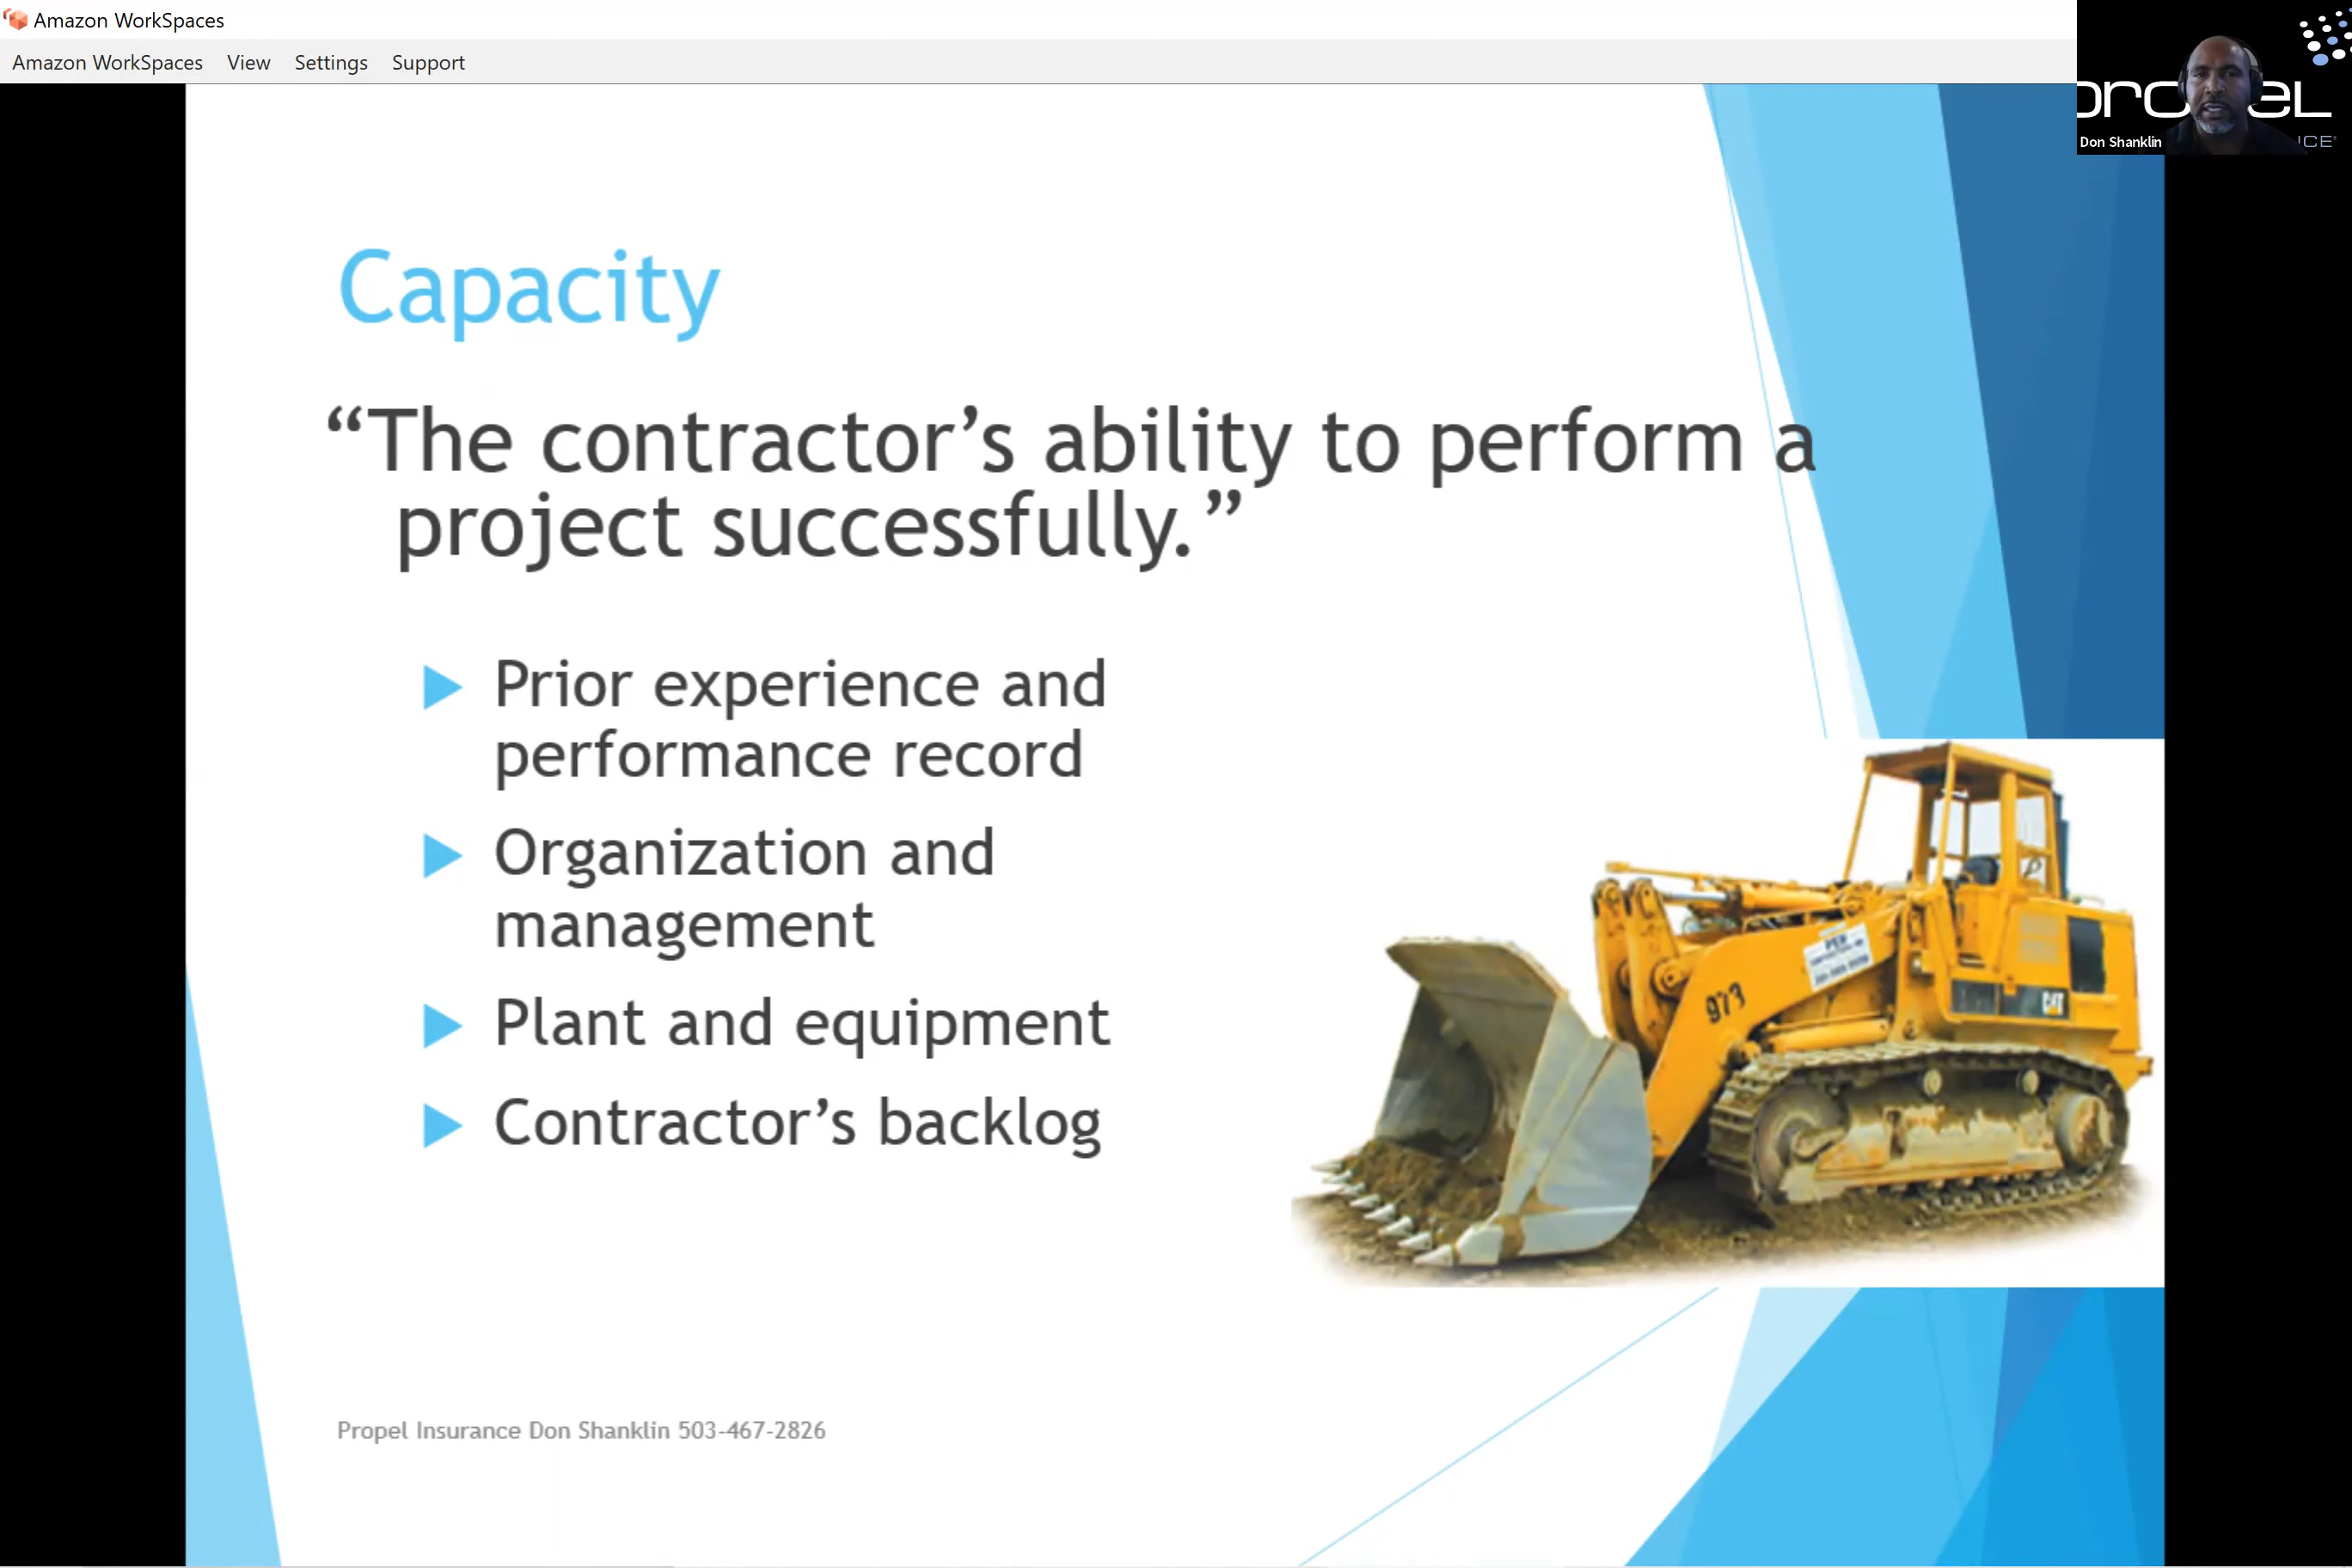 Amazon WorkSpaces
Amazon WorkSpaces View Settings Support
propel
Don Shanklin
Capacity
“The contractor’s ability to perform a
project successfully.”
Prior experience and
performance record
Organization and
management
Plant and equipment
Contractor’s backlog
973
CAT
Propel Insurance Don Shanklin 503-467-2826